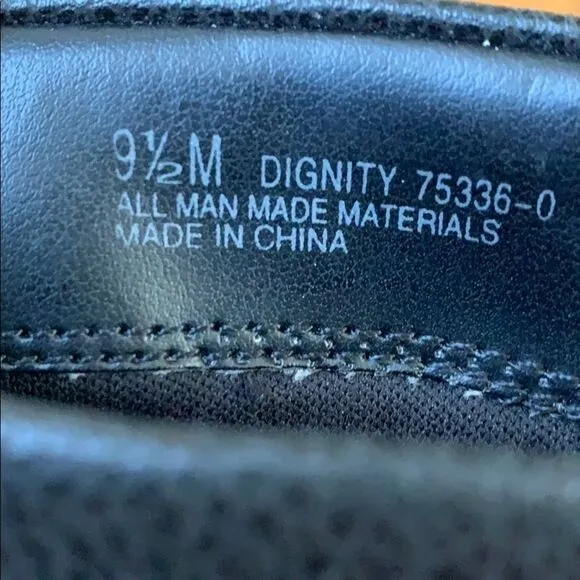 9½M DIGNITY 75336-0
ALL MAN MADE MATERIALS
MADE IN CHINA